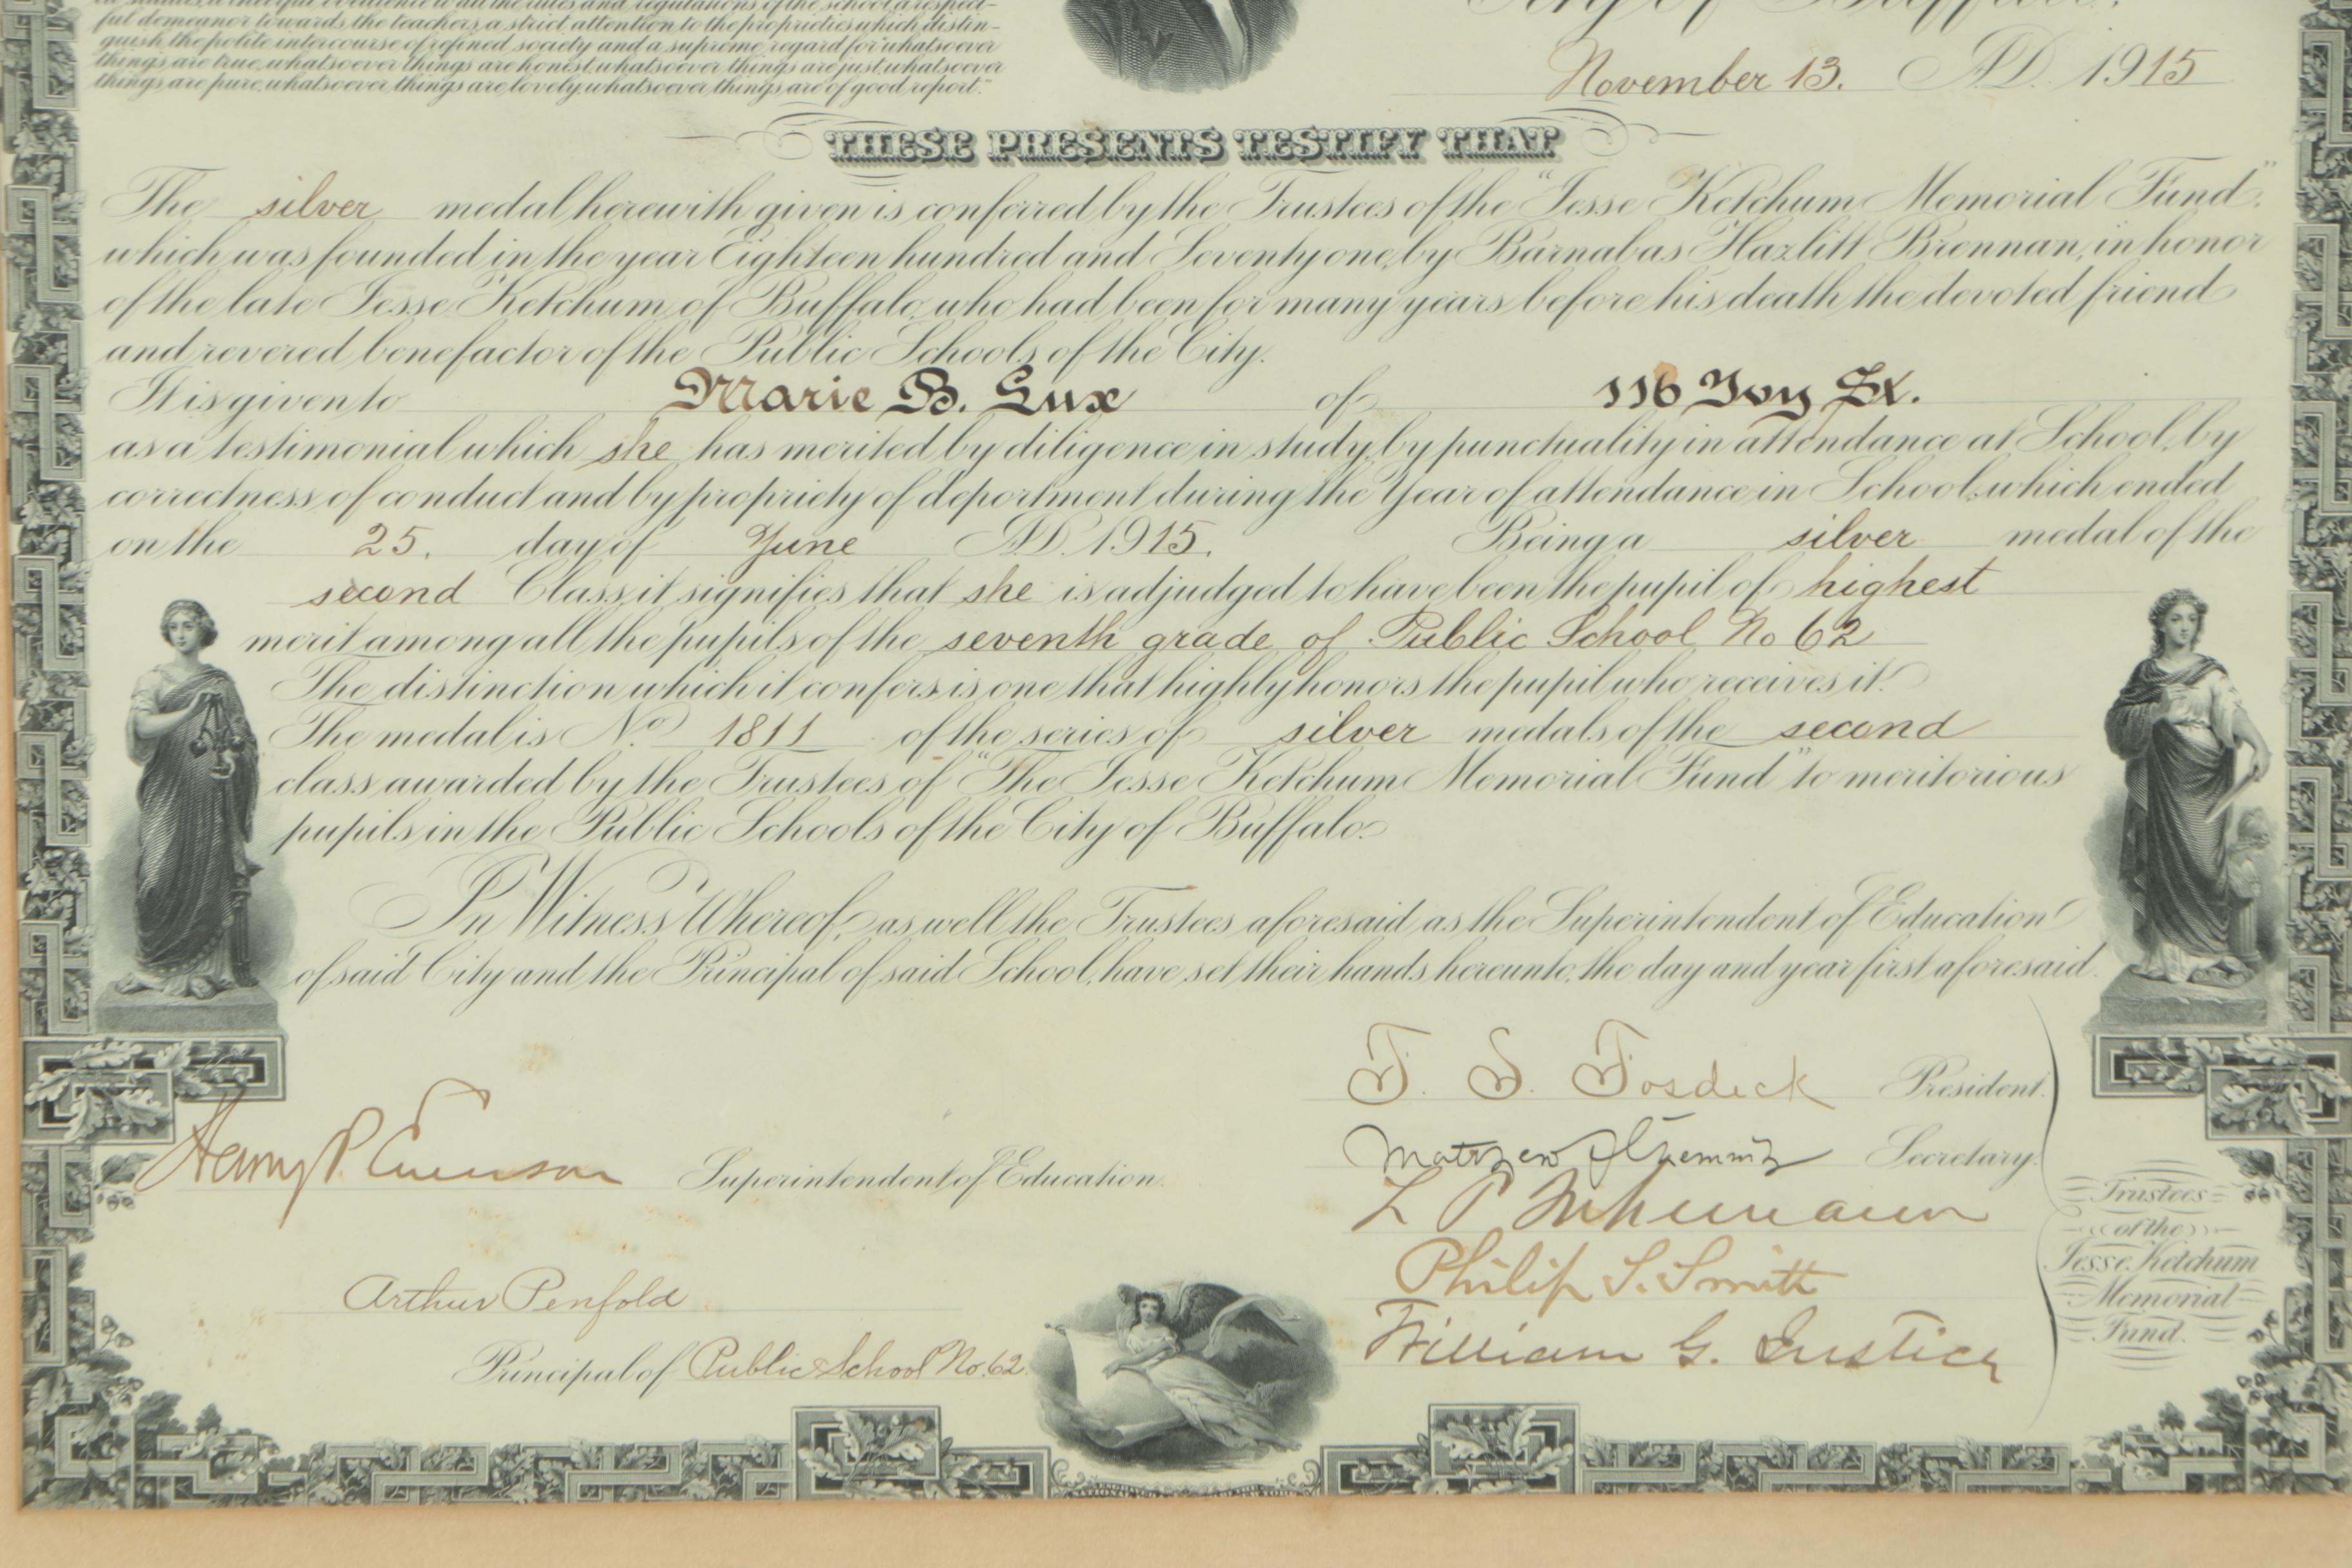 ful demeanor towards the teachers, a strict attention to the proprieties which distin-
guish the polite intercourse of refined society and a supreme regard for "whatsoever
things are true, whatsoever things are honest, whatsoever things are just, whatsoever
things are pure, whatsoever things are lovely, whatsoever things are of good report."
City of Buffalo,
November 13. A.D. 1915
THESE PRESENTS TESTIFY THAT
The silver medal herewith given is conferred by the Trustees of the "Jesse Ketchum Memorial Fund",
which was founded in the year Eighteen hundred and Seventy one, by Barnabas Hazlitt Brennan, in honor
of the late Jesse Ketchum, of Buffalo, who had been for many years before his death the devoted friend
and revered benefactor of the Public Schools of the City.
It is given to Marie B. Lux of 116 Ivy St.
as a testimonial which she has merited by diligence in study, by punctuality in attendance at School, by
correctness of conduct and by propriety of deportment during the Year of attendance in School, which ended
on the 25. day of June A.D. 1915. Being a silver medal of the
second Class it signifies that she is adjudged to have been the pupil of highest
merit among all the pupils of the seventh grade of Public School No 62
The distinction which it confers is one that highly honors the pupil who receives it.
The medal is No. 1811 of the series of silver medals of the second
class awarded by the Trustees of "The Jesse Ketchum Memorial Fund" to meritorious
pupils in the Public Schools of the City of Buffalo.
In Witness Whereof, as well the Trustees aforesaid as the Superintendent of Education
of said City and the Principal of said School, have set their hands hereunto, the day and year first aforesaid.
Henry P. Emerson Superintendent of Education.
Arthur Penfold
Principal of Public School No. 62.
President.
Secretary.
L P
Philip S. Smith
William G. Justice
Trustees
of the
Jesse Ketchum
Memorial
Fund.